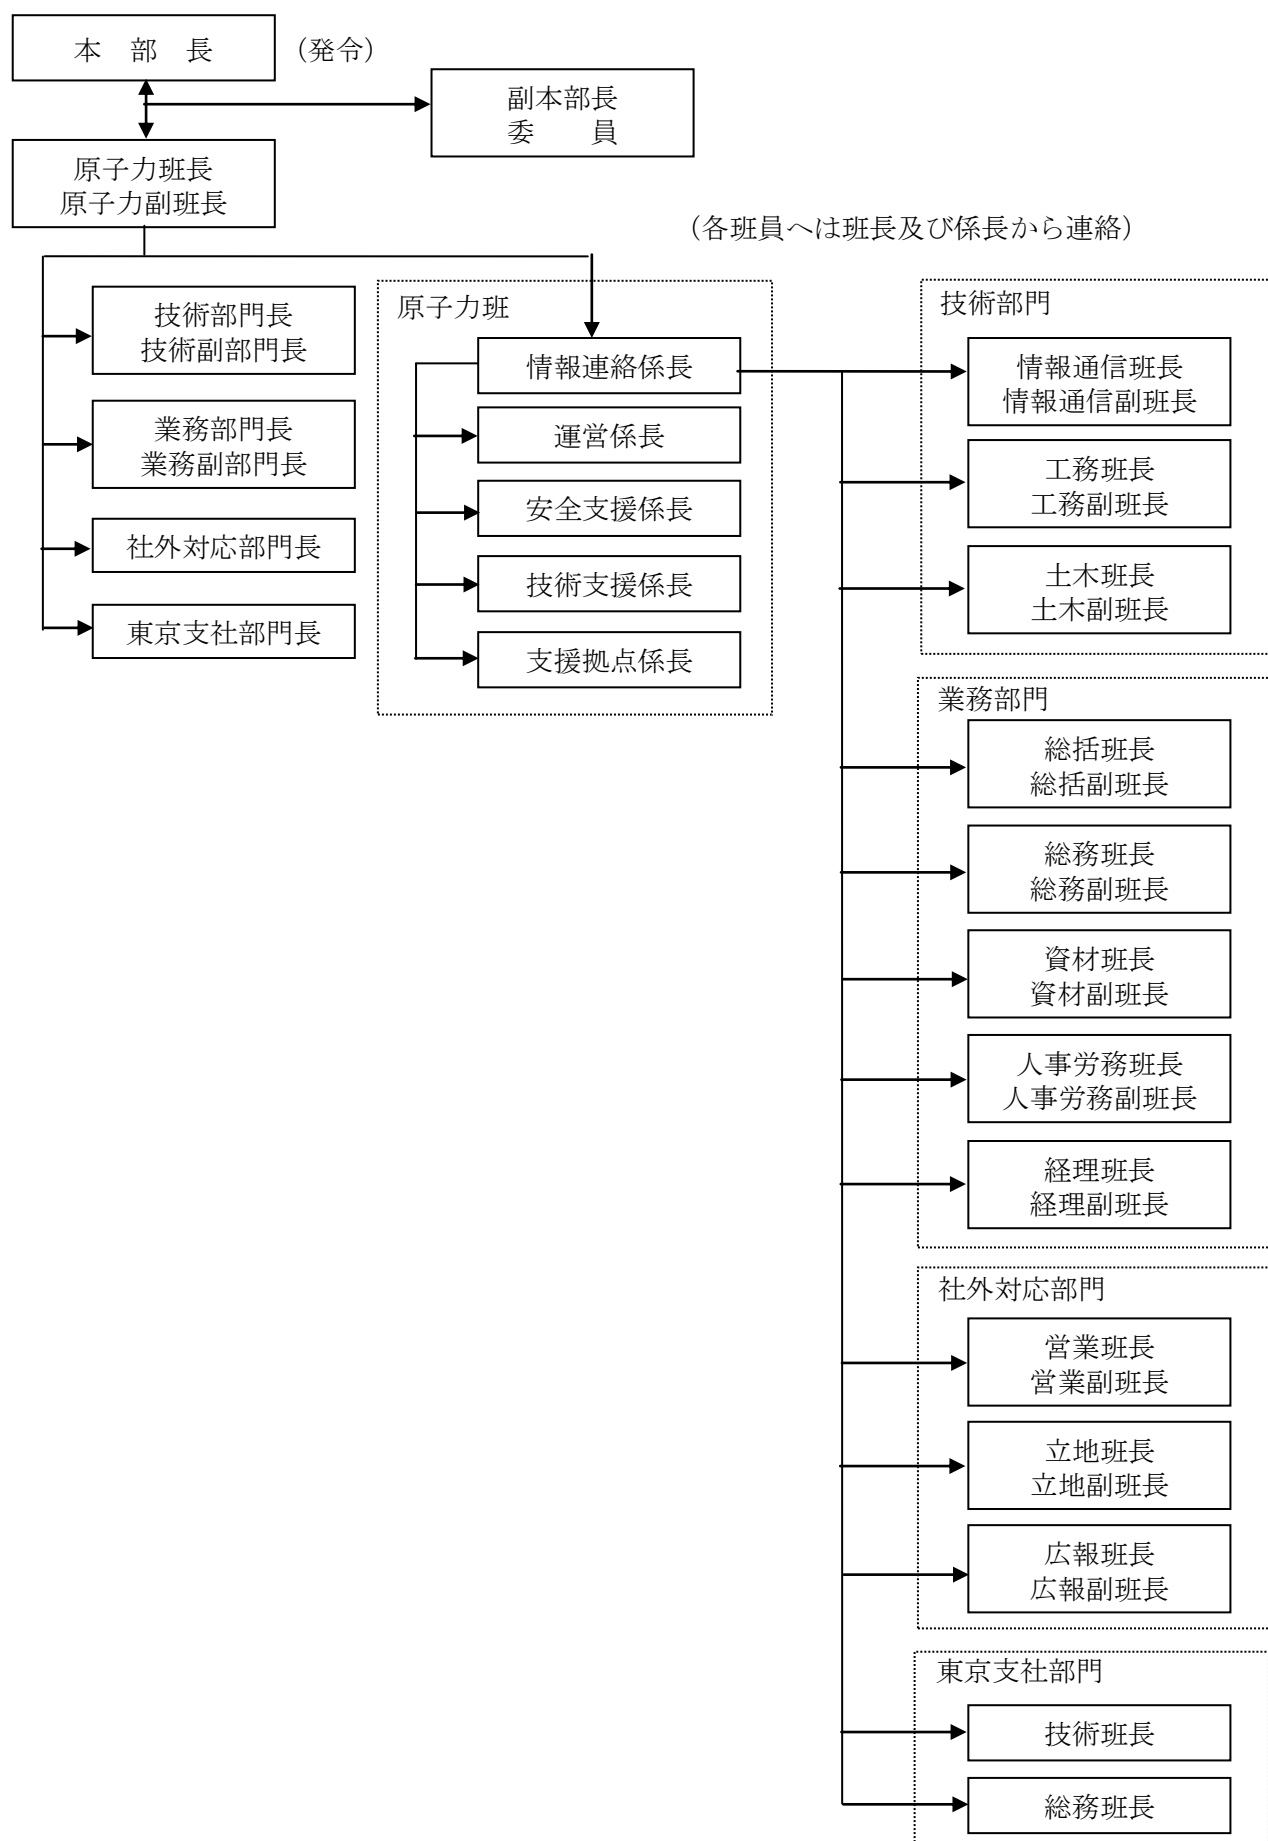 本　部　長
（発令）
副本部長
委　　員
原子力班長
原子力副班長
（各班員へは班長及び係長から連絡）
技術部門長
技術副部門長
業務部門長
業務副部門長
社外対応部門長
東京支社部門長
原子力班
情報連絡係長
運営係長
安全支援係長
技術支援係長
支援拠点係長
技術部門
情報通信班長
情報通信副班長
工務班長
工務副班長
土木班長
土木副班長
業務部門
総括班長
総括副班長
総務班長
総務副班長
資材班長
資材副班長
人事労務班長
人事労務副班長
経理班長
経理副班長
社外対応部門
営業班長
営業副班長
立地班長
立地副班長
広報班長
広報副班長
東京支社部門
技術班長
総務班長